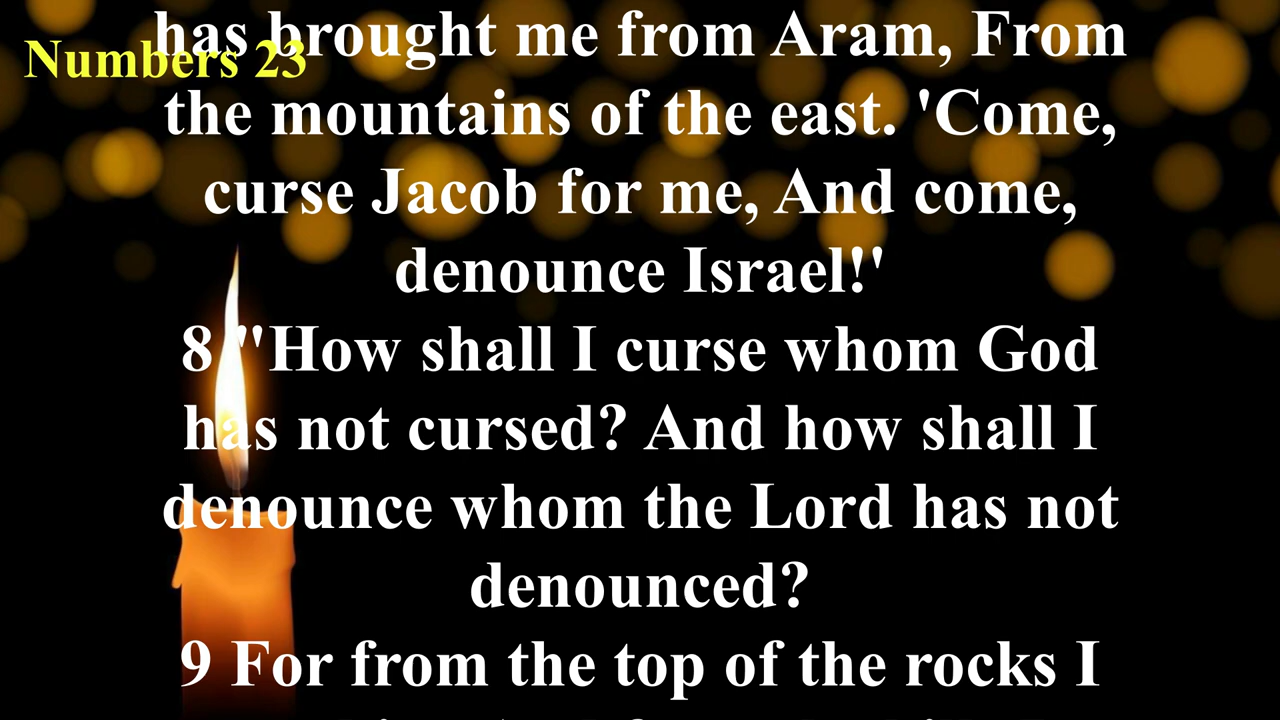 has brought me from Aram, From
Numbers 23
the mountains of the east. 'Come,
curse Jacob for me, And come,
denounce Israel!'
8 "How shall I curse whom God
has not cursed? And how shall I
denounce whom the Lord has not
denounced?
9 For from the top of the rocks I